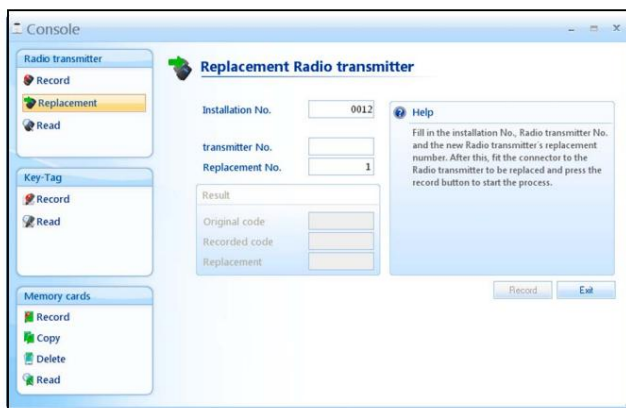 Console
Radio transmitter
Record
Replacement
Read
Key-Tag
Record
Read
Memory cards
Record
Copy
Delete
Read
Replacement Radio transmitter
Installation No. 0012
transmitter No.
Replacement No. 1
Result
Original code
Recorded code
Replacement
Help
Fill in the installation No., Radio transmitter No.
and the new Radio transmitter's replacement
number. After this, fit the connector to the
Radio transmitter to be replaced and press the
record button to start the process.
Record
Exit